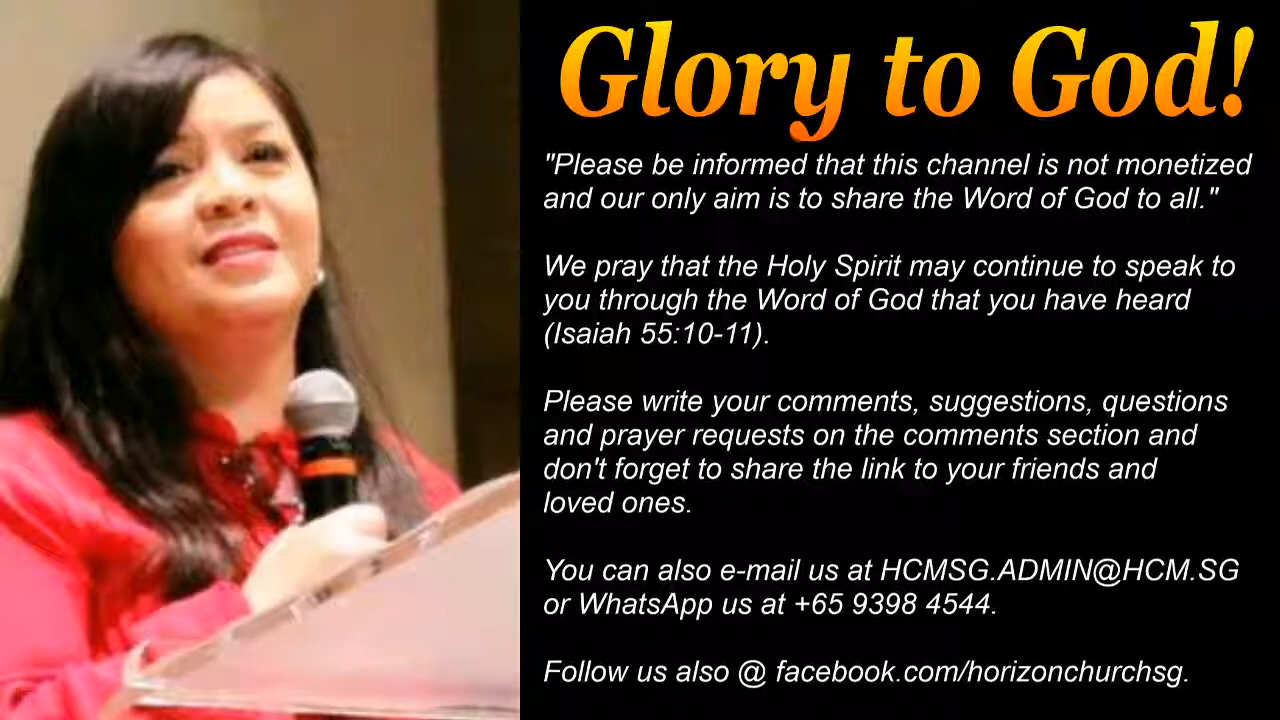 Glory to God!
"Please be informed that this channel is not monetized
and our only aim is to share the Word of God to all."
We pray that the Holy Spirit may continue to speak to
you through the Word of God that you have heard
(Isaiah 55:10-11).
Please write your comments, suggestions, questions
and prayer requests on the comments section and
don't forget to share the link to your friends and
loved ones.
You can also e-mail us at HCMSG.ADMIN@HCM.SG
or WhatsApp us at +65 9398 4544.
Follow us also @ facebook.com/horizonchurchsg.